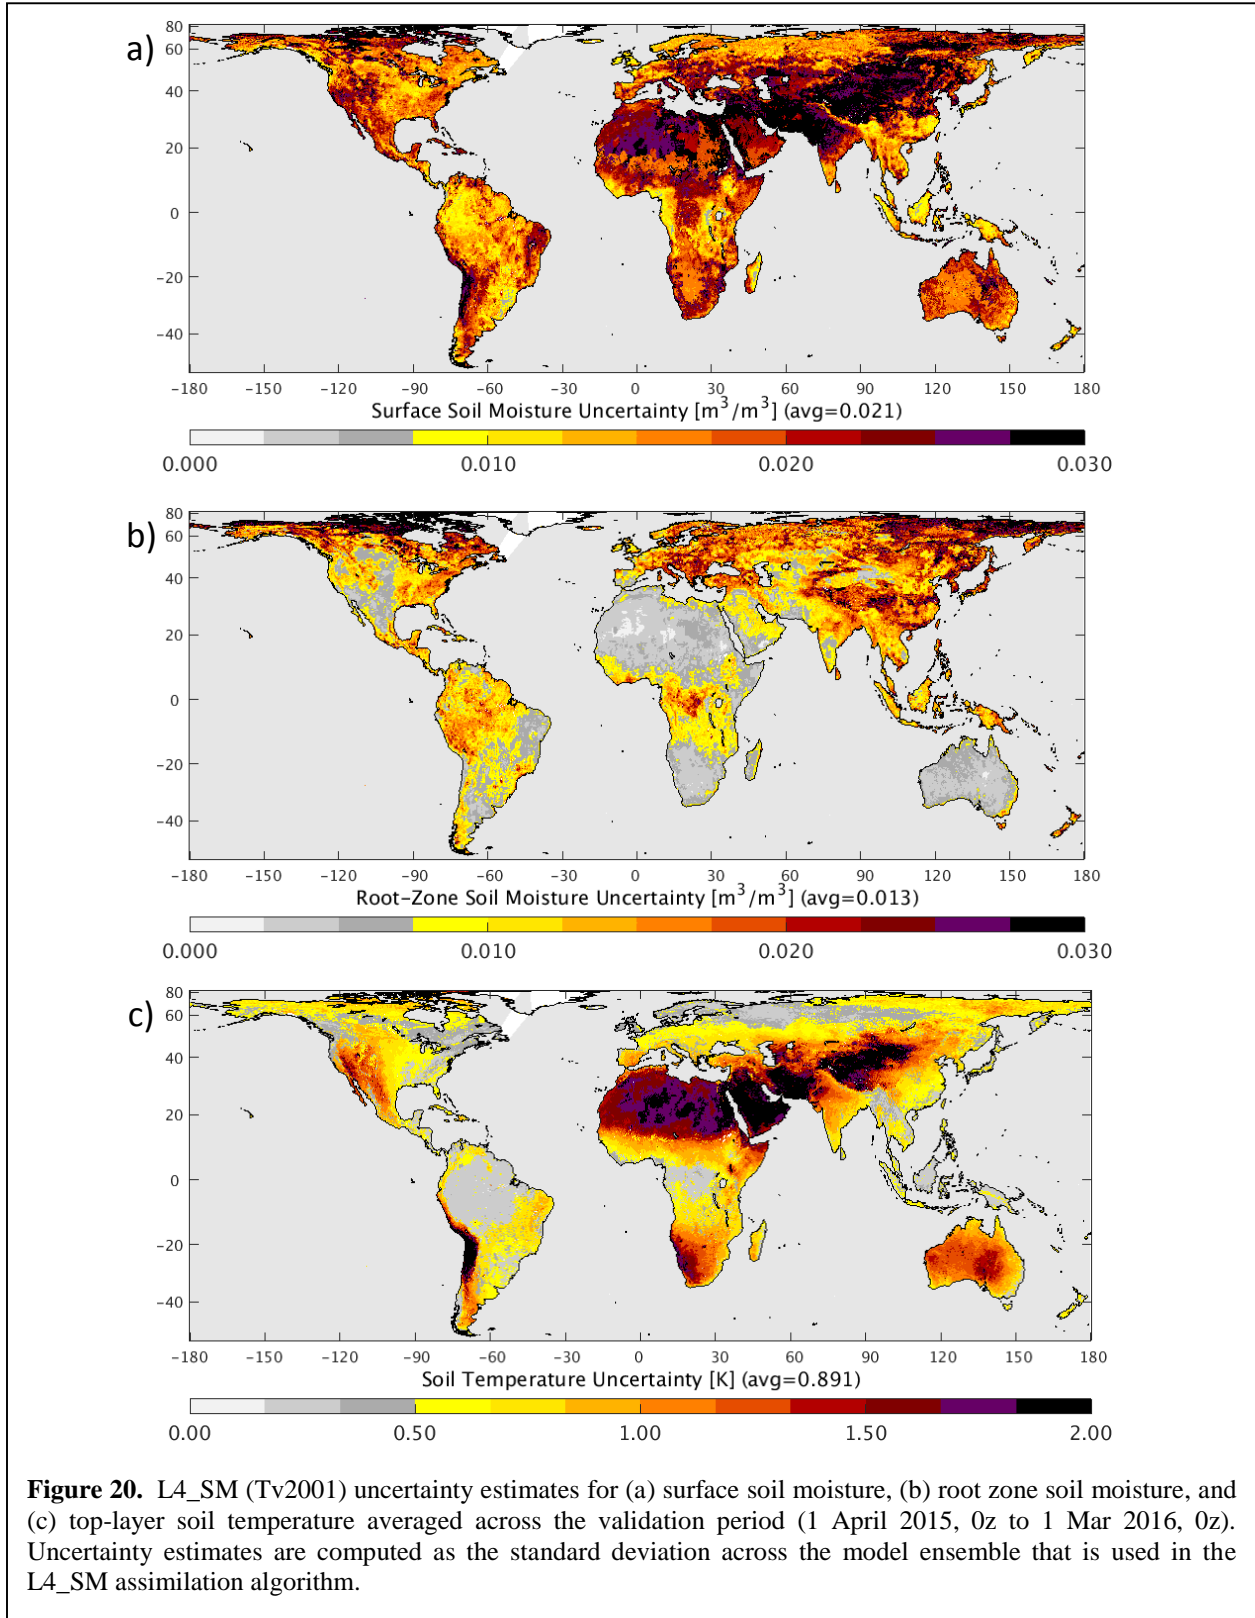 a)
80
60
40
20
0
−20
−40
−180 −150 −120 −90 −60 −30 0 30 60 90 120 150 180
Surface Soil Moisture Uncertainty [m³/m³] (avg=0.021)
0.000 0.010 0.020 0.030
b)
80
60
40
20
0
−20
−40
−180 −150 −120 −90 −60 −30 0 30 60 90 120 150 180
Root−Zone Soil Moisture Uncertainty [m³/m³] (avg=0.013)
0.000 0.010 0.020 0.030
c)
80
60
40
20
0
−20
−40
−180 −150 −120 −90 −60 −30 0 30 60 90 120 150 180
Soil Temperature Uncertainty [K] (avg=0.891)
0.00 0.50 1.00 1.50 2.00
Figure 20. L4_SM (Tv2001) uncertainty estimates for (a) surface soil moisture, (b) root zone soil moisture, and
(c) top-layer soil temperature averaged across the validation period (1 April 2015, 0z to 1 Mar 2016, 0z).
Uncertainty estimates are computed as the standard deviation across the model ensemble that is used in the
L4_SM assimilation algorithm.